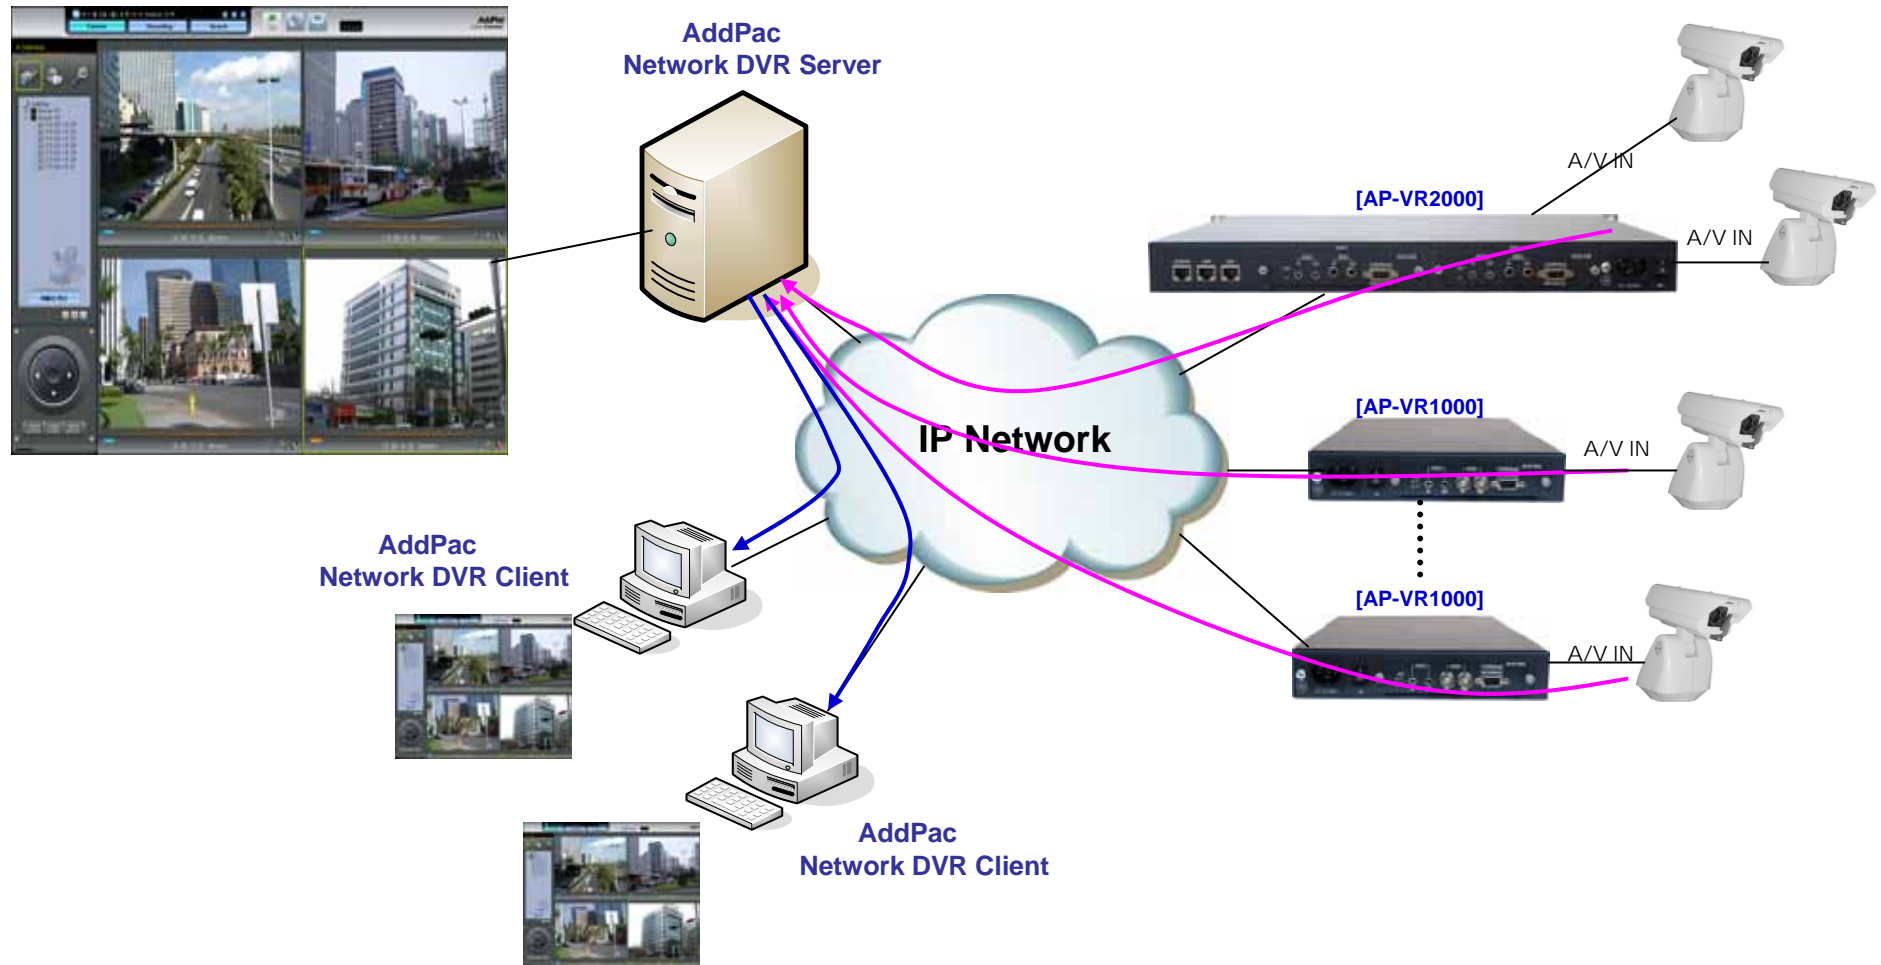 AddPac
AddPac
Network DVR Server
A/V IN
[AP-VR2000]
A/V IN
[AP-VR1000]
IP Network
A/V IN
AddPac
Network DVR Client
[AP-VR1000]
A/V IN
AddPac
Network DVR Client